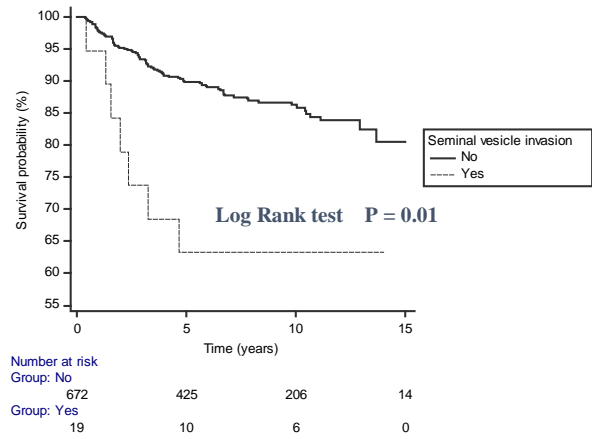 100
95
90
85
80
75
70
65
60
55
Survival probability (%)
Seminal vesicle invasion
No
Yes
Log Rank test P = 0.01
0 5 10 15
Time (years)
Number at risk
Group: No
672 425 206 14
Group: Yes
19 10 6 0